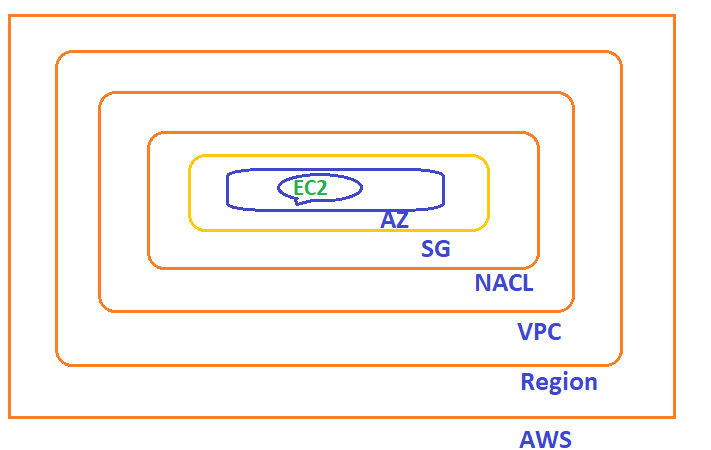 EC2
AZ
SG
NACL
VPC
Region
AWS